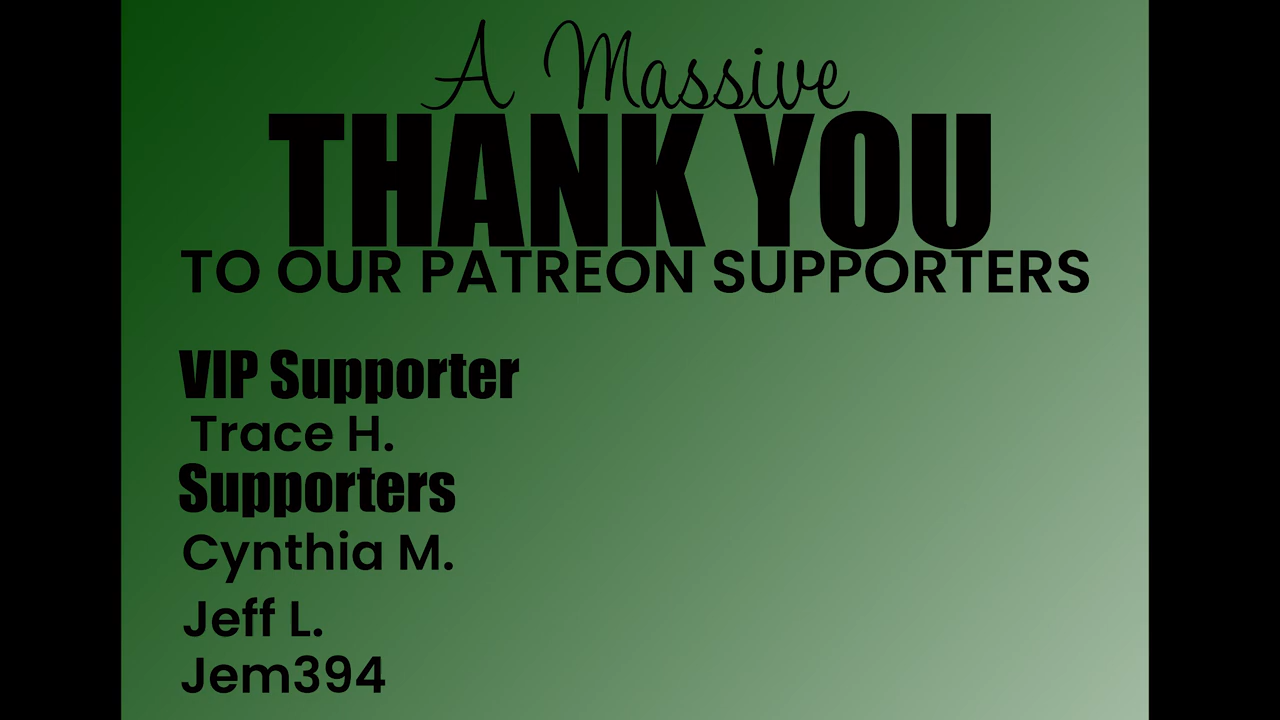 A Massive
THANK YOU
TO OUR PATREON SUPPORTERS
VIP Supporter
Trace H.
Supporters
Cynthia M.
Jeff L.
Jem394